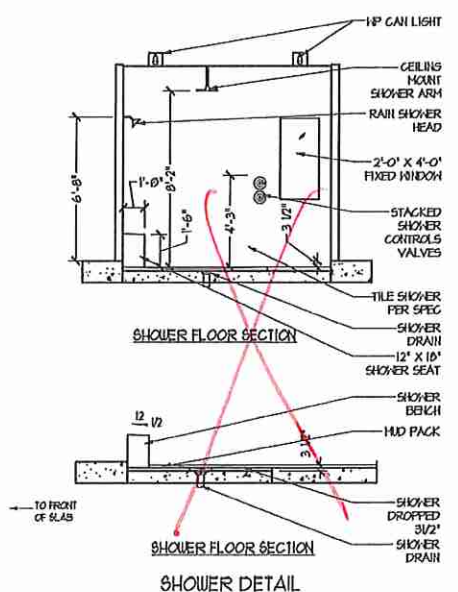 WP CAN LIGHT
CEILING
MOUNT
SHOWER ARM
RAIN SHOWER
HEAD
2'-0" X 4'-0"
FIXED WINDOW
STACKED
SHOWER
CONTROLS
VALVES
6'-8"
1'-0"
8'-2"
1'-6"
4'-3"
3 1/2"
TILE SHOWER
PER SPEC
SHOWER
DRAIN
12" X 18"
SHOWER SEAT
SHOWER FLOOR SECTION
SHOWER
BENCH
MUD PACK
12
1/2
3 1/2"
TO FRONT
OF SLAB
SHOWER
DROPPED
31/2"
SHOWER
DRAIN
SHOWER FLOOR SECTION
SHOWER DETAIL